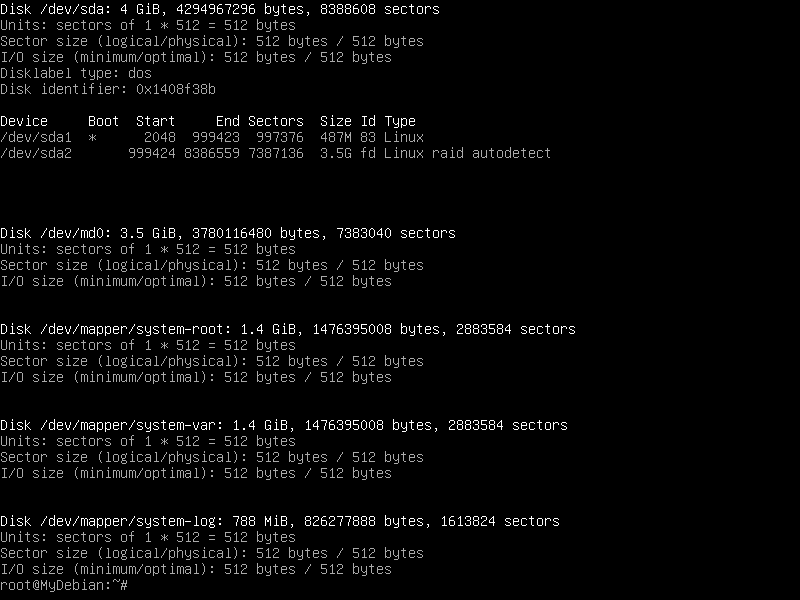 Disk /dev/sda: 4 GiB, 4294967296 bytes, 8388608 sectors
Units: sectors of 1 * 512 = 512 bytes
Sector size (logical/physical): 512 bytes / 512 bytes
I/O size (minimum/optimal): 512 bytes / 512 bytes
Disklabel type: dos
Disk identifier: 0x1408f38b
Device     Boot  Start     End Sectors  Size Id Type
/dev/sda1  *      2048  999423  997376  487M 83 Linux
/dev/sda2       999424 8386559 7387136  3.5G fd Linux raid autodetect
Disk /dev/md0: 3.5 GiB, 3780116480 bytes, 7383040 sectors
Units: sectors of 1 * 512 = 512 bytes
Sector size (logical/physical): 512 bytes / 512 bytes
I/O size (minimum/optimal): 512 bytes / 512 bytes
Disk /dev/mapper/system-root: 1.4 GiB, 1476395008 bytes, 2883584 sectors
Units: sectors of 1 * 512 = 512 bytes
Sector size (logical/physical): 512 bytes / 512 bytes
I/O size (minimum/optimal): 512 bytes / 512 bytes
Disk /dev/mapper/system-var: 1.4 GiB, 1476395008 bytes, 2883584 sectors
Units: sectors of 1 * 512 = 512 bytes
Sector size (logical/physical): 512 bytes / 512 bytes
I/O size (minimum/optimal): 512 bytes / 512 bytes
Disk /dev/mapper/system-log: 788 MiB, 826277888 bytes, 1613824 sectors
Units: sectors of 1 * 512 = 512 bytes
Sector size (logical/physical): 512 bytes / 512 bytes
I/O size (minimum/optimal): 512 bytes / 512 bytes
root@MyDebian:~#